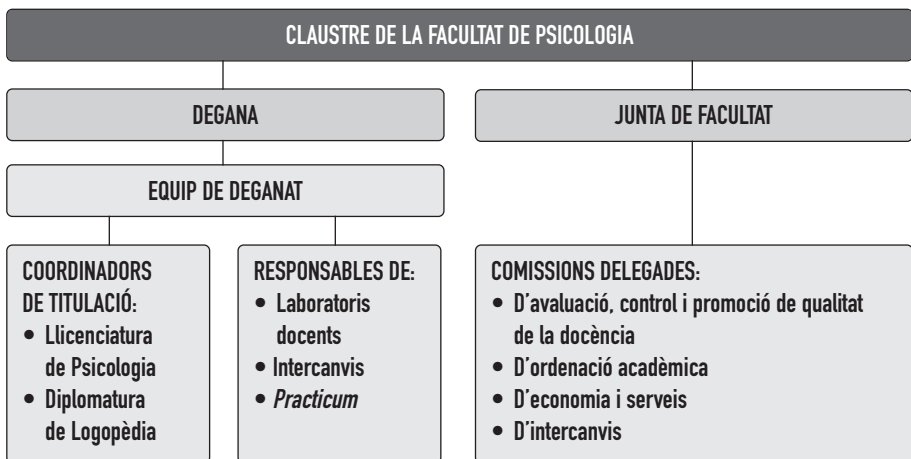 CLAUSTRE DE LA FACULTAT DE PSICOLOGIA
DEGANA
JUNTA DE FACULTAT
EQUIP DE DEGANAT
COORDINADORS
DE TITULACIÓ:
• Llicenciatura
de Psicologia
• Diplomatura
de Logopèdia
RESPONSABLES DE:
• Laboratoris
docents
• Intercanvis
• Practicum
COMISSIONS DELEGADES:
• D'avaluació, control i promoció de qualitat
de la docència
• D'ordenació acadèmica
• D'economia i serveis
• D'intercanvis